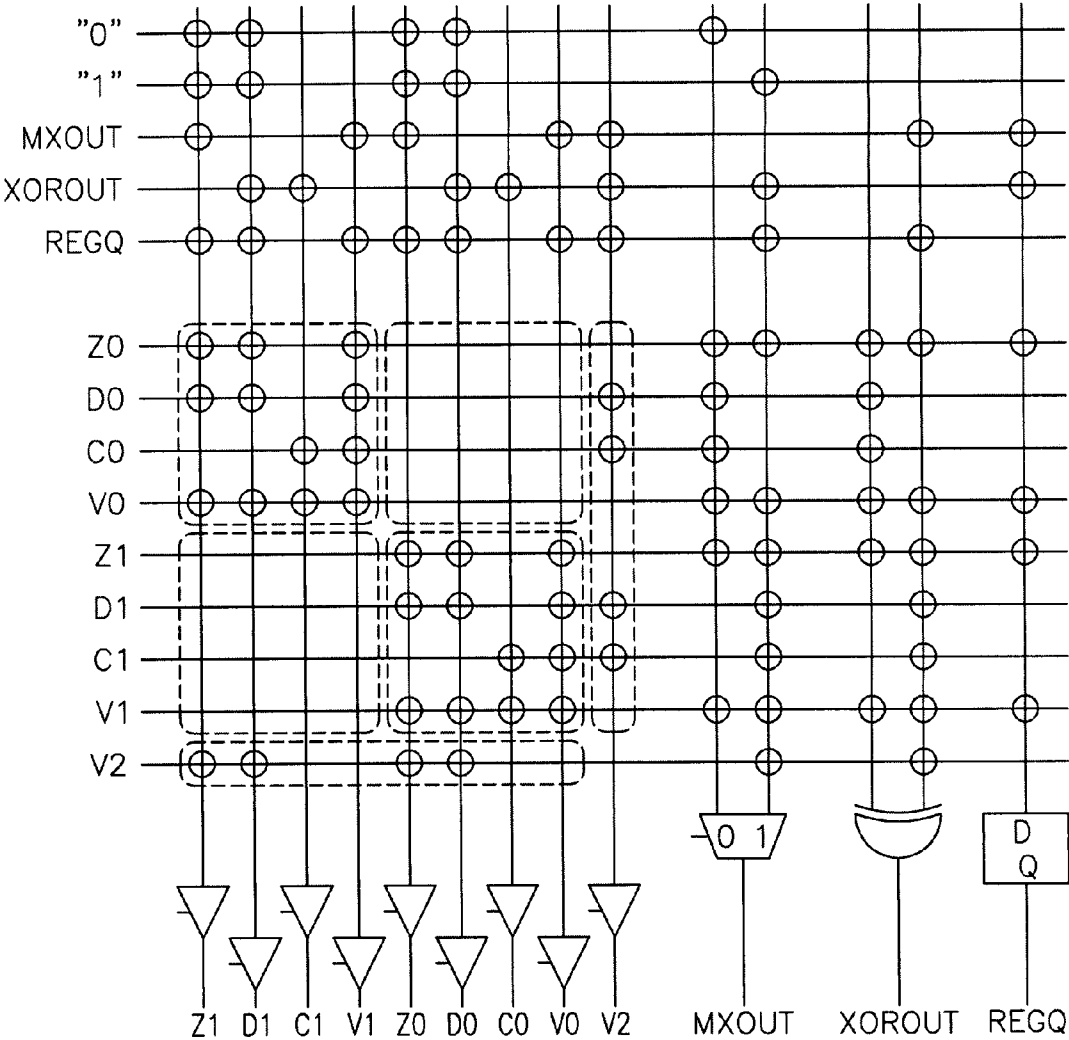 "0"
"1"
MXOUT
XOROUT
REGQ
Z0
D0
C0
V0
Z1
D1
C1
V1
V2
0 1
D
Q
Z1 D1 C1 V1 Z0 D0 C0 V0 V2 MXOUT XOROUT REGQ